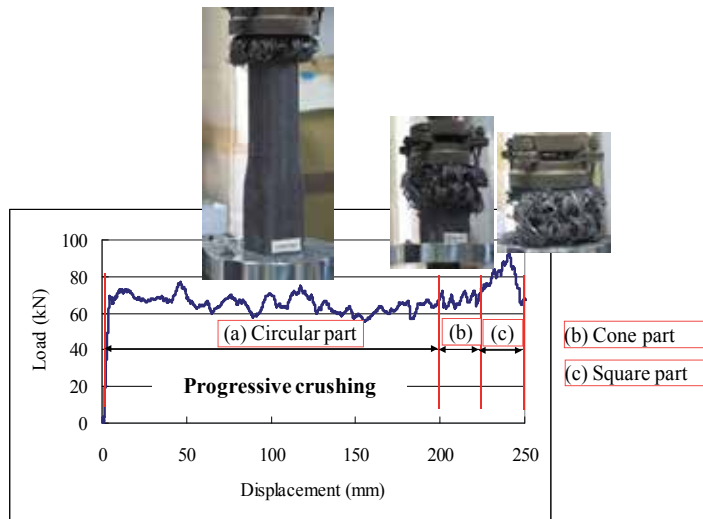 100
80
60
40
20
0
Load (kN)
(a) Circular part
(b)
(c)
Progressive crushing
0
50
100
150
200
250
Displacement (mm)
(b) Cone part
(c) Square part